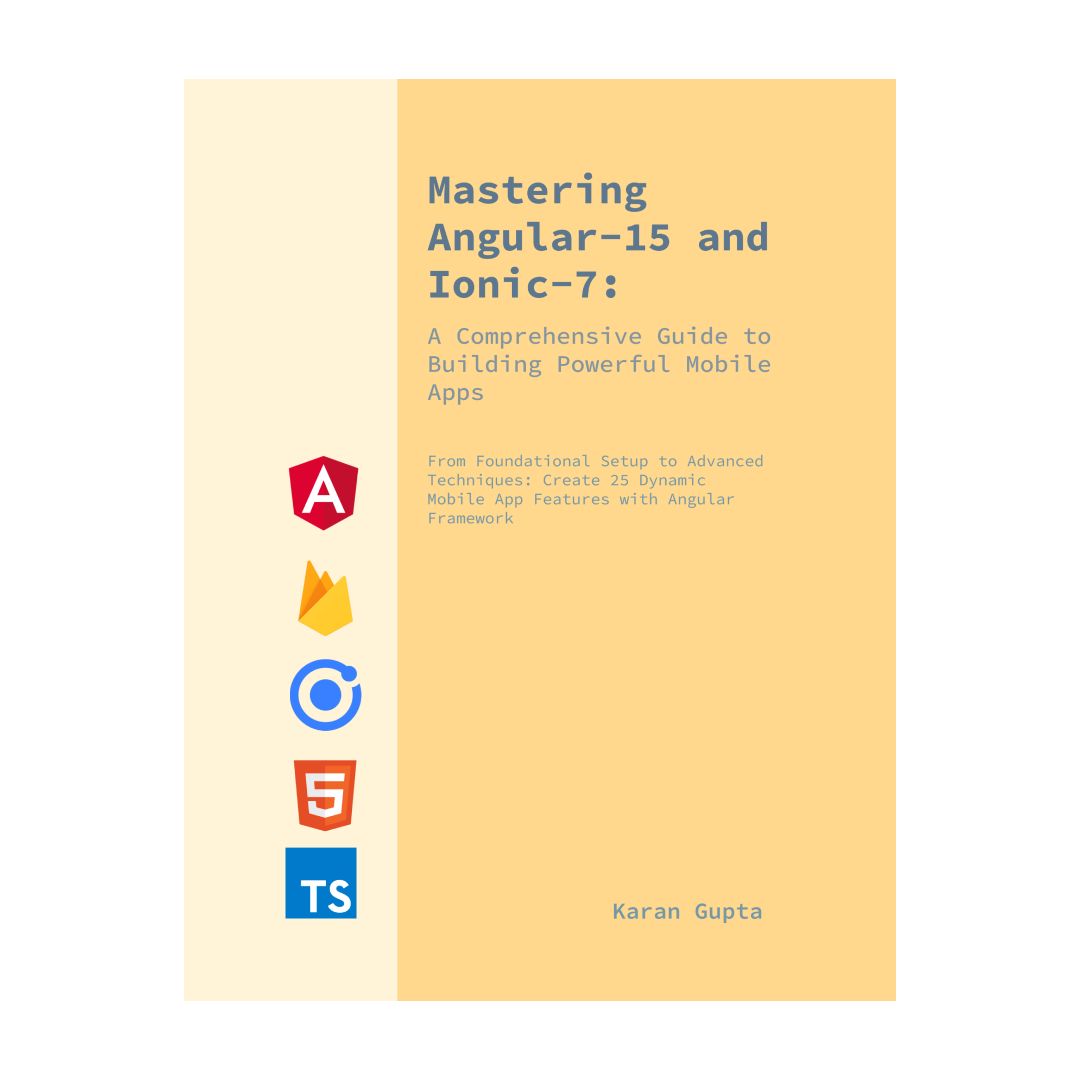 Mastering
Angular-15 and
Ionic-7:
A Comprehensive Guide to
Building Powerful Mobile
Apps
From Foundational Setup to Advanced
Techniques: Create 25 Dynamic
Mobile App Features with Angular
Framework
A
5
TS
Karan Gupta